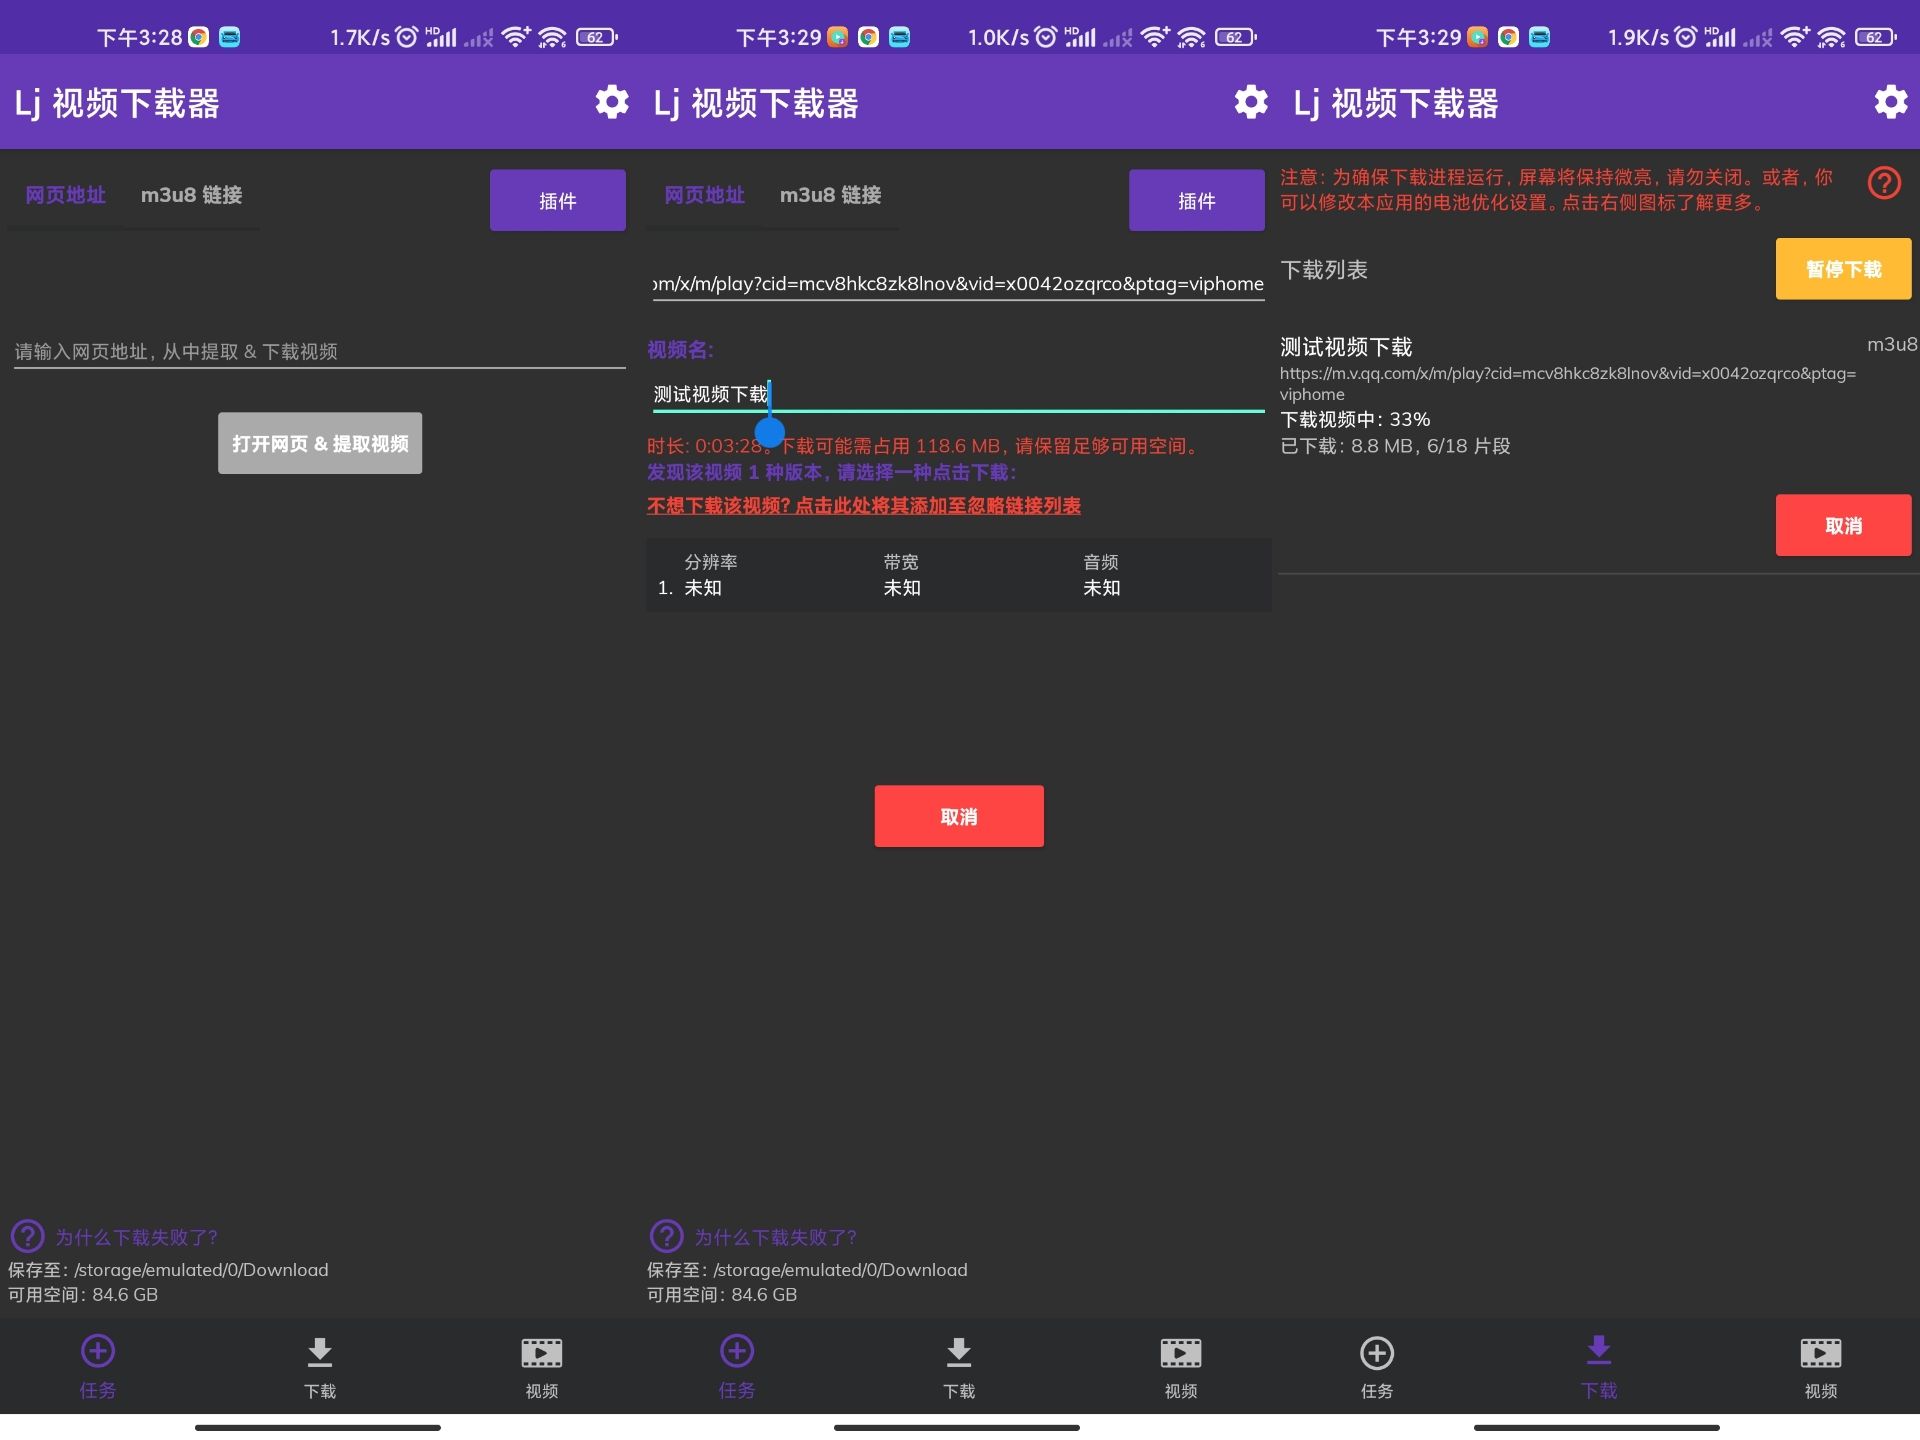 下午3:28
1.7K/s
HD
62
Lj 视频下载器
网页地址
m3u8 链接
插件
请输入网页地址, 从中提取 & 下载视频
打开网页 & 提取视频
为什么下载失败了?
保存至: /storage/emulated/0/Download
可用空间: 84.6 GB
任务
下载
视频
下午3:29
1.0K/s
HD
62
Lj 视频下载器
网页地址
m3u8 链接
插件
om/x/m/play?cid=mcv8hkc8zk8lnov&vid=x0042ozqrco&ptag=viphome
视频名:
测试视频下载
时长: 0:03:28。下载可能需占用 118.6 MB, 请保留足够可用空间。
发现该视频 1 种版本, 请选择一种点击下载:
不想下载该视频? 点击此处将其添加至忽略链接列表
分辨率 带宽 音频
1. 未知 未知 未知
取消
为什么下载失败了?
保存至: /storage/emulated/0/Download
可用空间: 84.6 GB
任务
下载
视频
下午3:29
1.9K/s
HD
62
Lj 视频下载器
注意: 为确保下载进程运行, 屏幕将保持微亮, 请勿关闭。或者, 你
可以修改本应用的电池优化设置。点击右侧图标了解更多。
下载列表
暂停下载
测试视频下载
m3u8
https://m.v.qq.com/x/m/play?cid=mcv8hkc8zk8lnov&vid=x0042ozqrco&ptag=
viphome
下载视频中: 33%
已下载: 8.8 MB, 6/18 片段
取消
任务
下载
视频